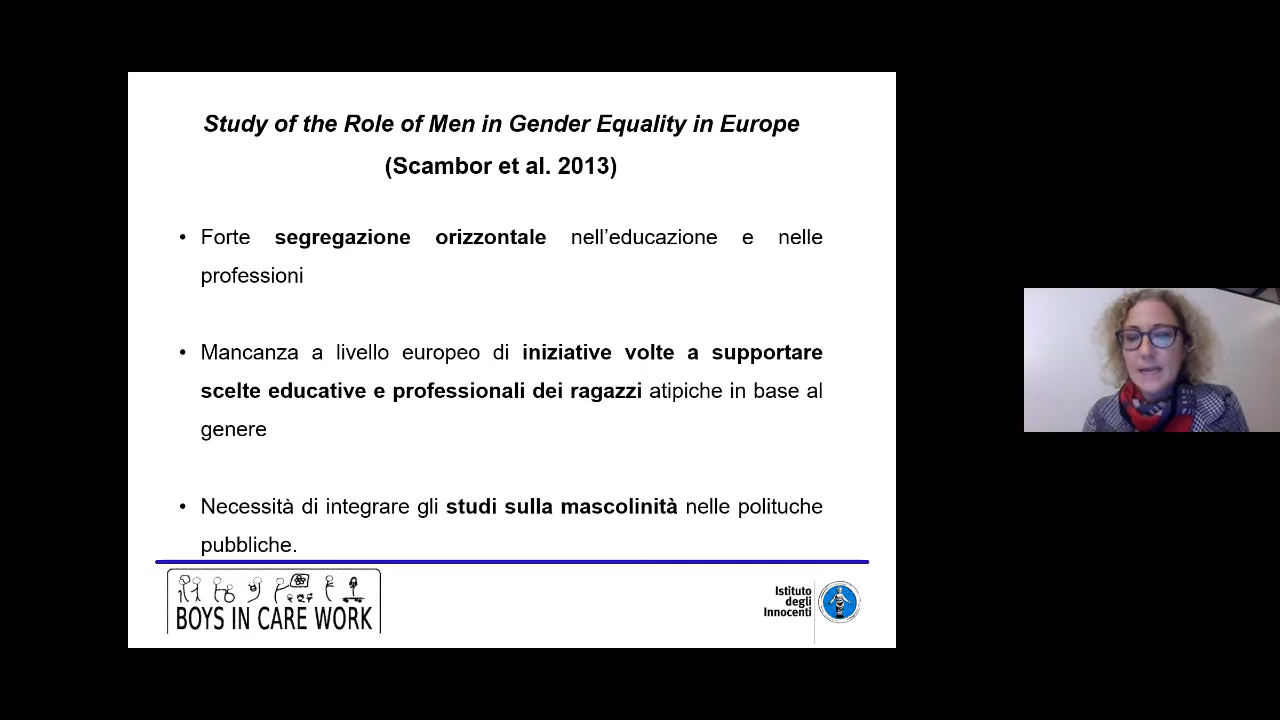 Study of the Role of Men in Gender Equality in Europe
(Scambor et al. 2013)
• Forte segregazione orizzontale nell’educazione e nelle
professioni
• Mancanza a livello europeo di iniziative volte a supportare
scelte educative e professionali dei ragazzi atipiche in base al
genere
• Necessità di integrare gli studi sulla mascolinità nelle polituche
pubbliche.
BOYS IN CARE WORK
Istituto
degli
Innocenti